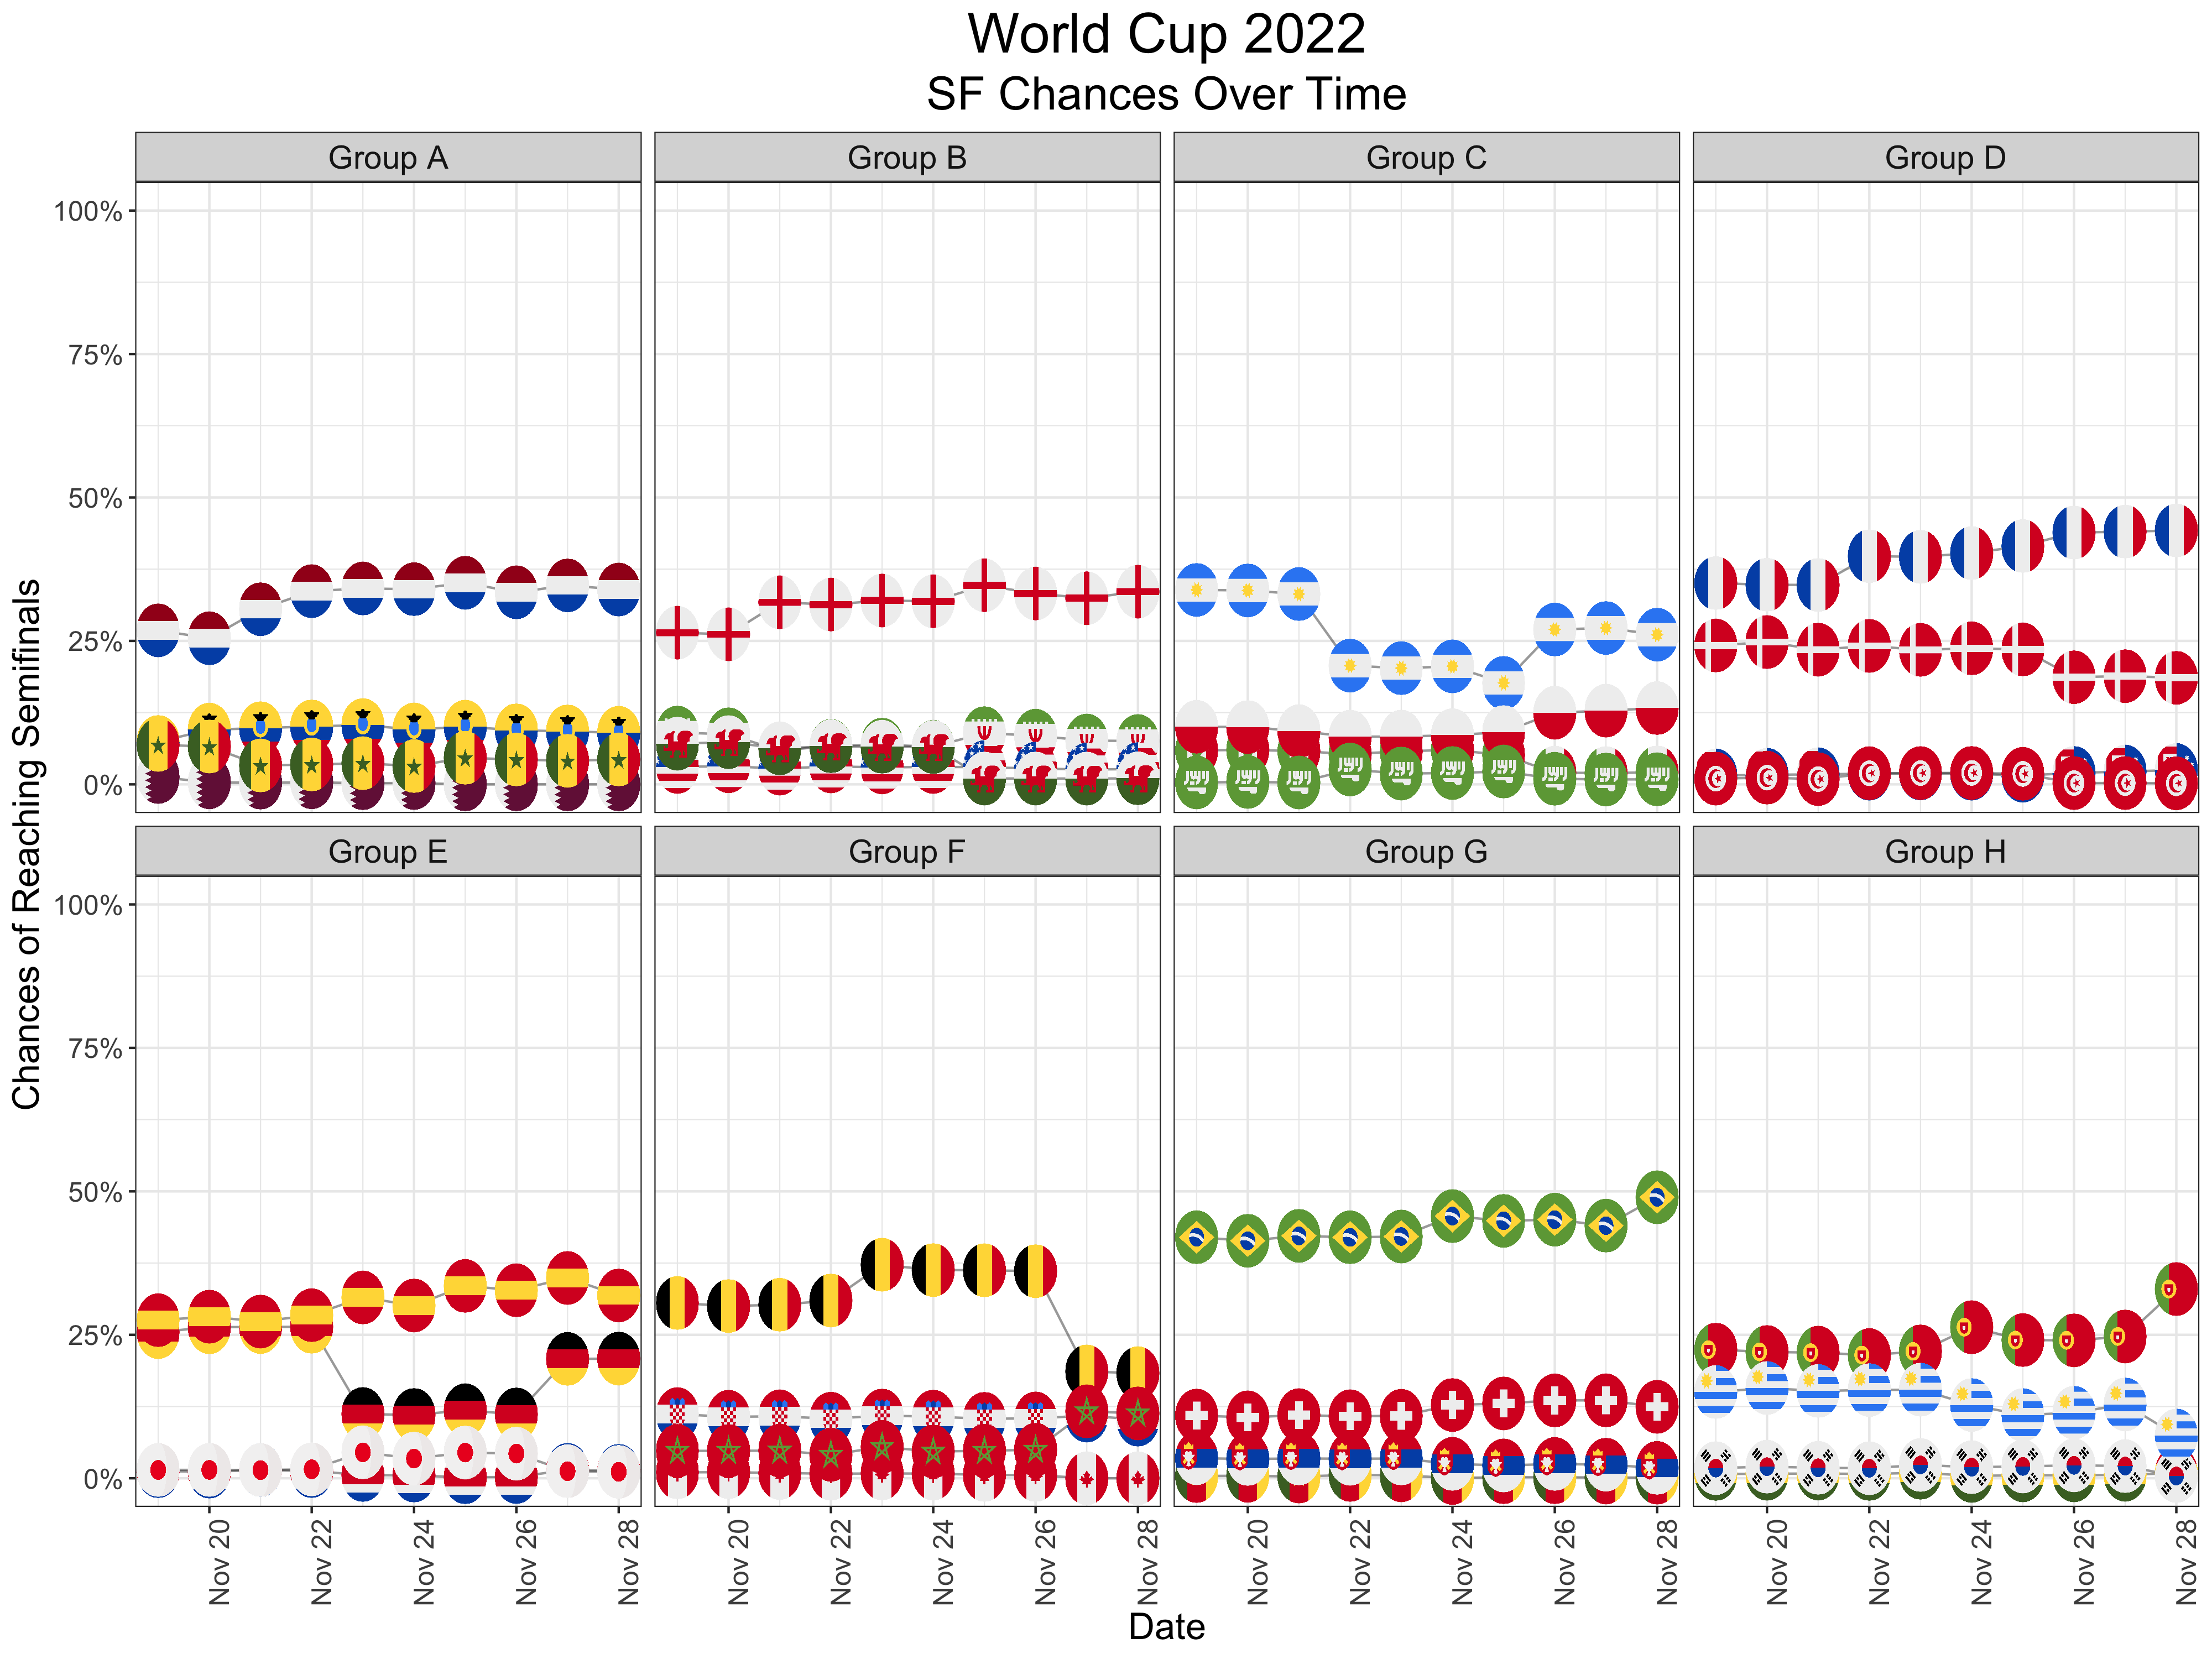 World Cup 2022
SF Chances Over Time
Group A
Group B
Group C
Group D
100%
75%
50%
25%
0%
Group E
Group F
Group G
Group H
100%
75%
50%
25%
0%
Nov 20
Nov 22
Nov 24
Nov 26
Nov 28
Nov 20
Nov 22
Nov 24
Nov 26
Nov 28
Nov 20
Nov 22
Nov 24
Nov 26
Nov 28
Nov 20
Nov 22
Nov 24
Nov 26
Nov 28
Chances of Reaching Semifinals
Date